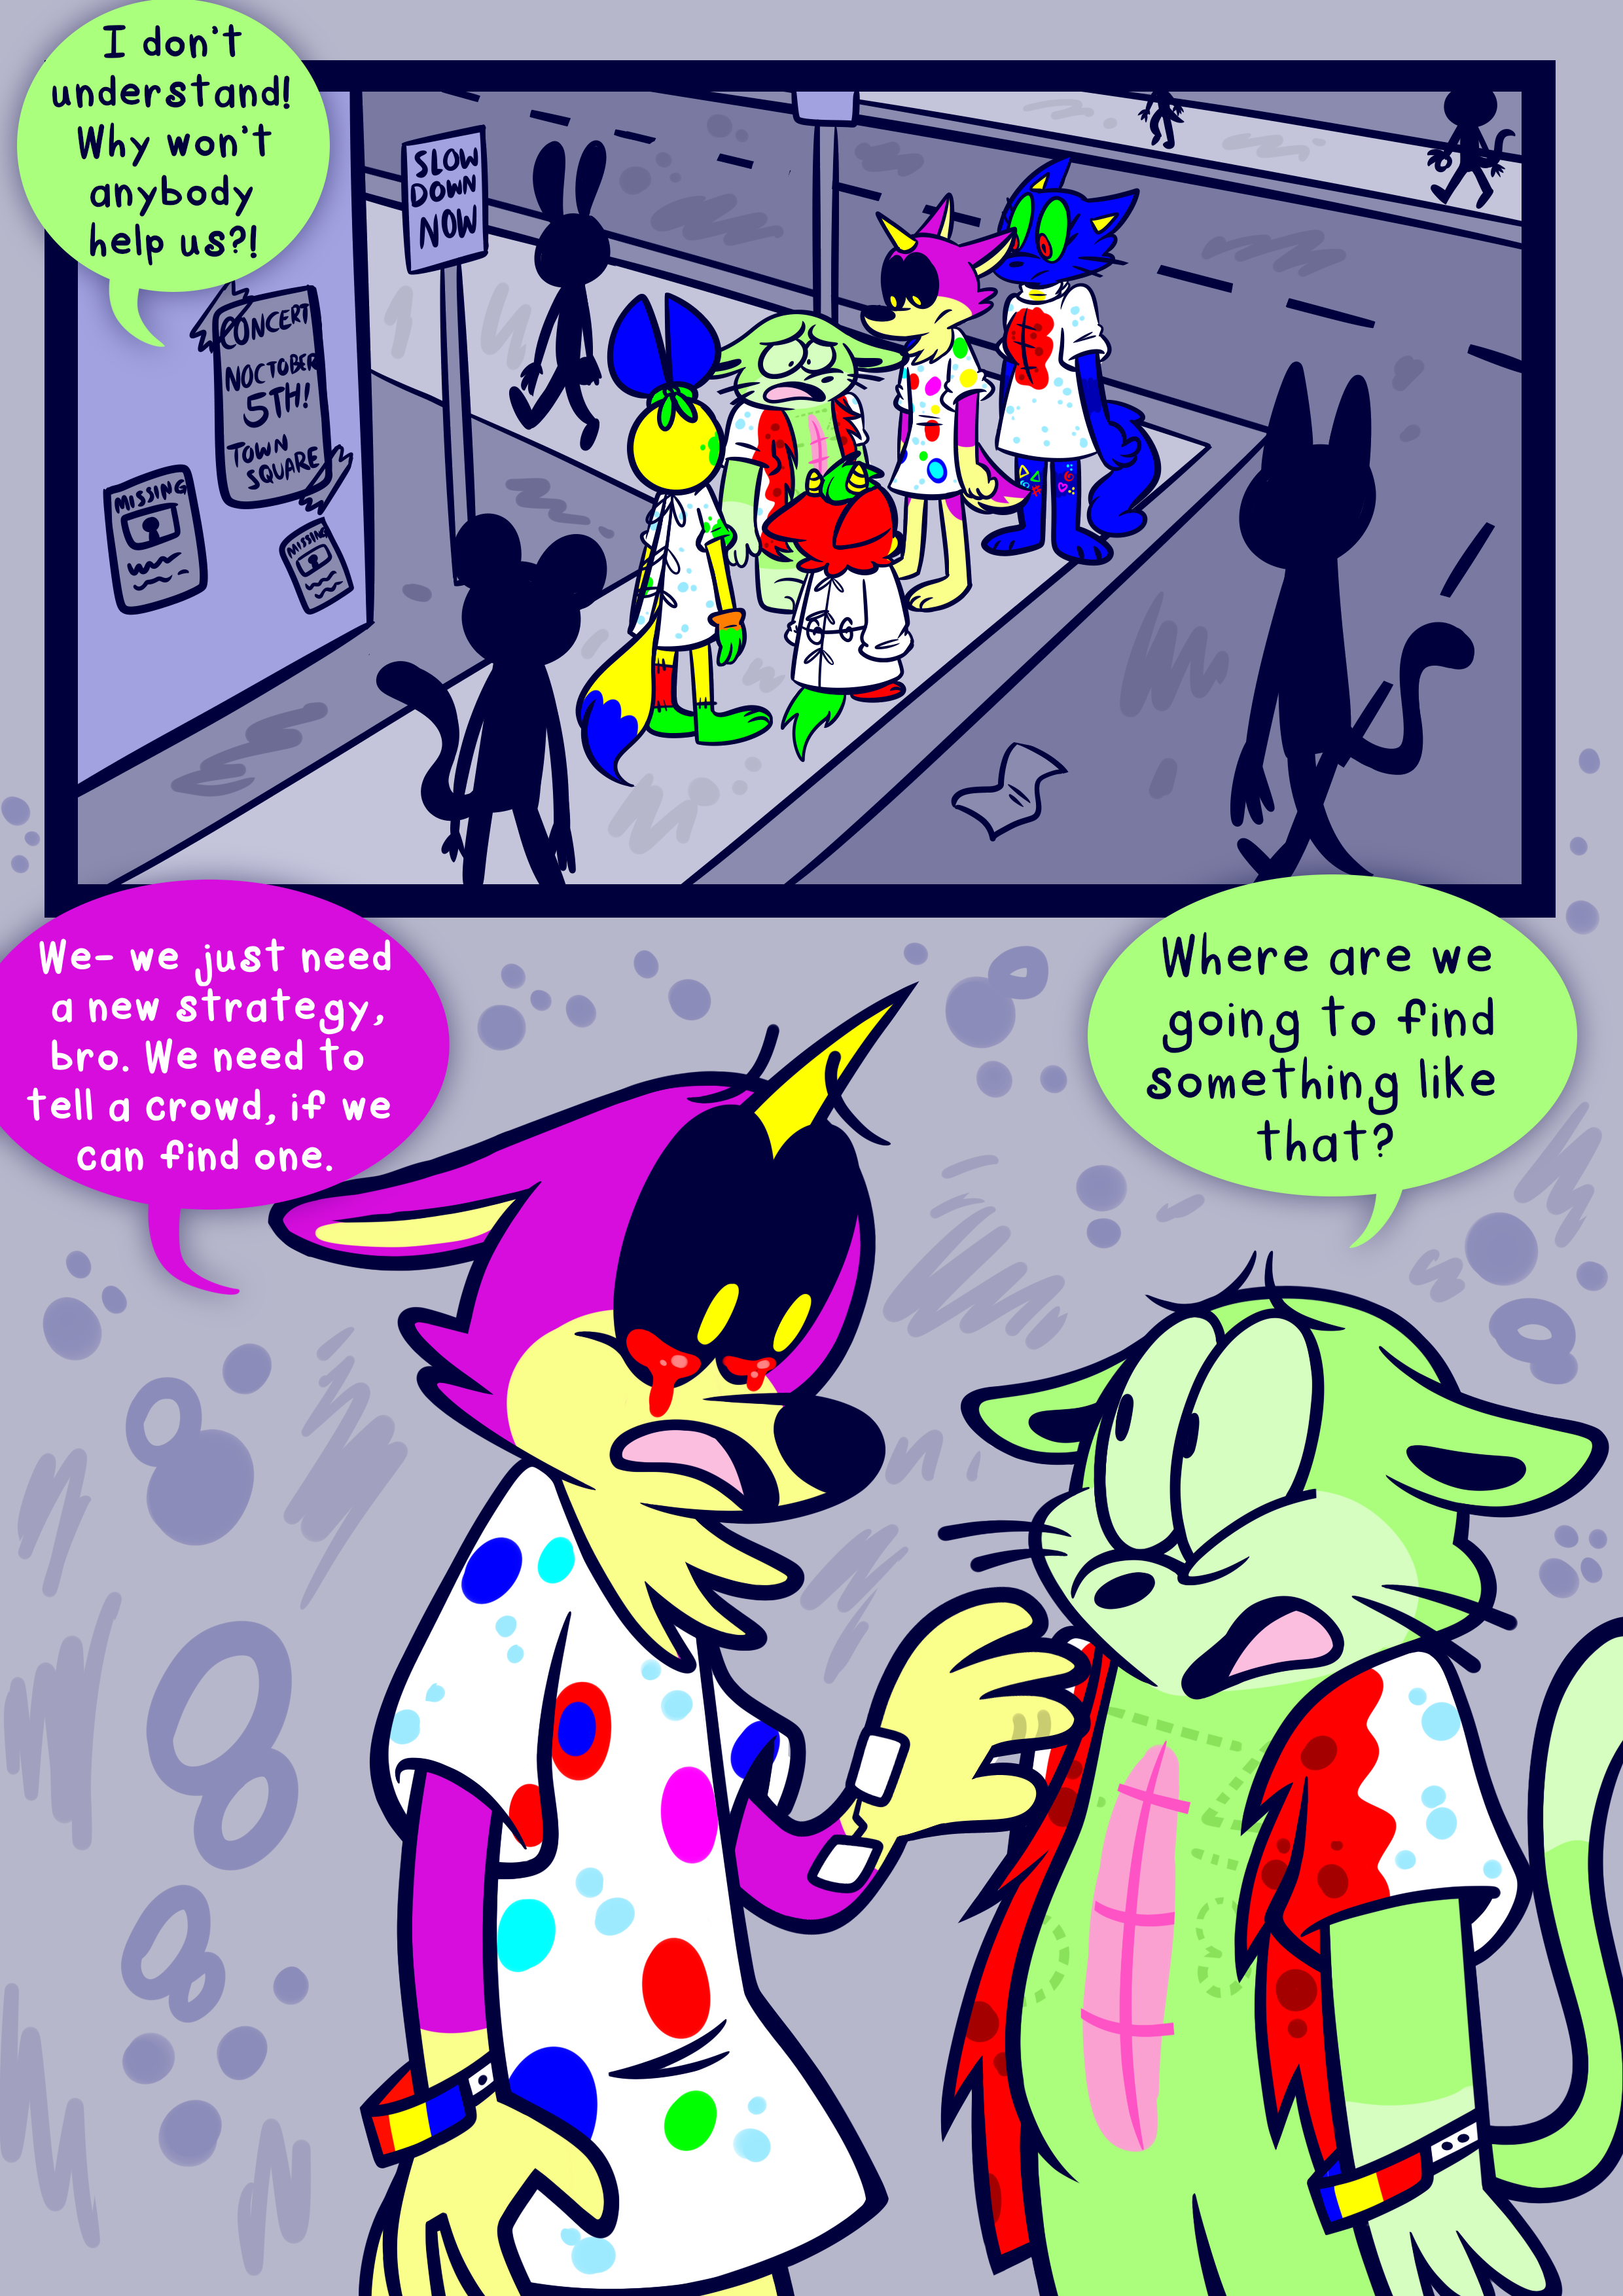 I don't
understand!
Why won't
anybody
help us?!
SLOW
DOWN
NOW
CONCERT
NOCTOBER
5TH!
TOWN
SQUARE
MISSING
MISSING
We- we just need
a new strategy,
bro. We need to
tell a crowd, if we
can find one.
Where are we
going to find
something like
that?